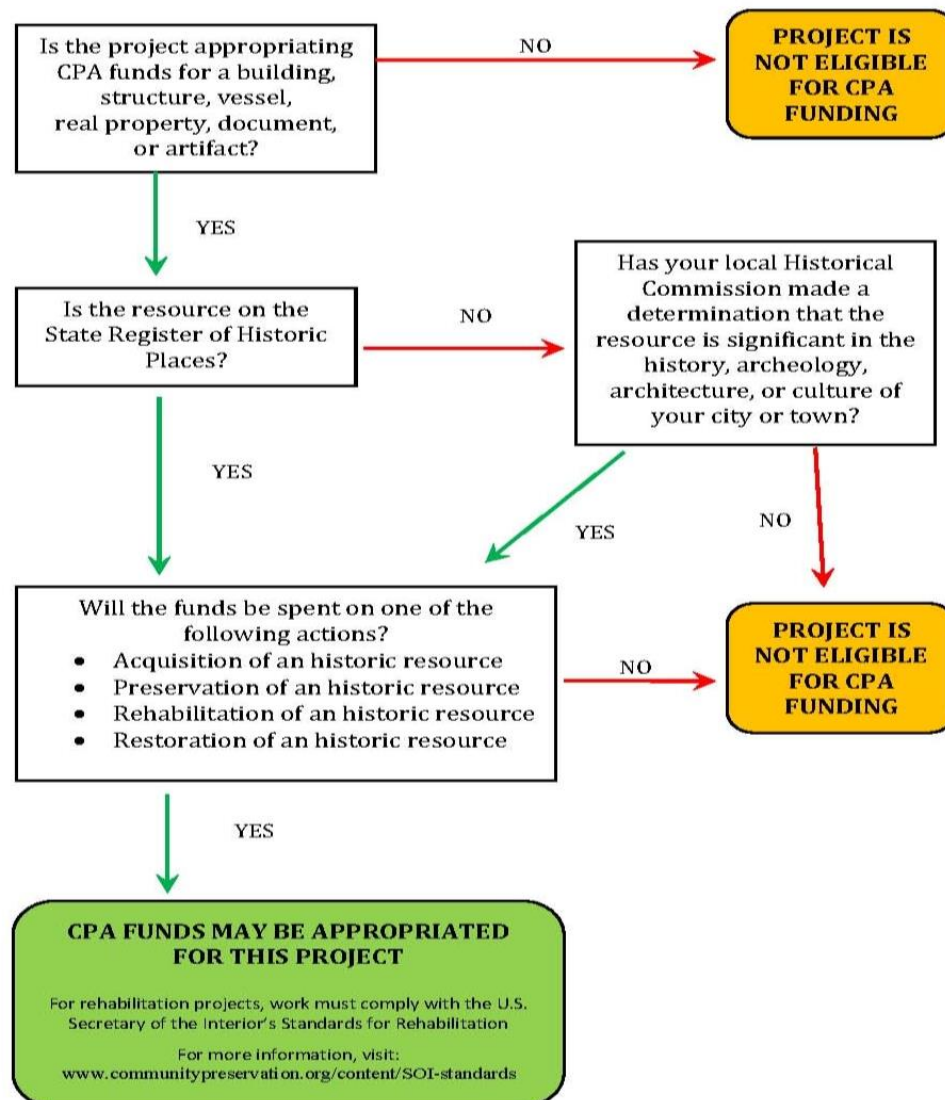 Is the project appropriating
CPA funds for a building,
structure, vessel,
real property, document,
or artifact?
NO
PROJECT IS
NOT ELIGIBLE
FOR CPA
FUNDING
YES
Is the resource on the
State Register of Historic
Places?
NO
Has your local Historical
Commission made a
determination that the
resource is significant in the
history, archeology,
architecture, or culture of
your city or town?
YES
YES
NO
Will the funds be spent on one of the
following actions?
• Acquisition of an historic resource
• Preservation of an historic resource
• Rehabilitation of an historic resource
• Restoration of an historic resource
NO
PROJECT IS
NOT ELIGIBLE
FOR CPA
FUNDING
YES
CPA FUNDS MAY BE APPROPRIATED
FOR THIS PROJECT
For rehabilitation projects, work must comply with the U.S.
Secretary of the Interior's Standards for Rehabilitation
For more information, visit:
www.communitypreservation.org/content/SOI-standards